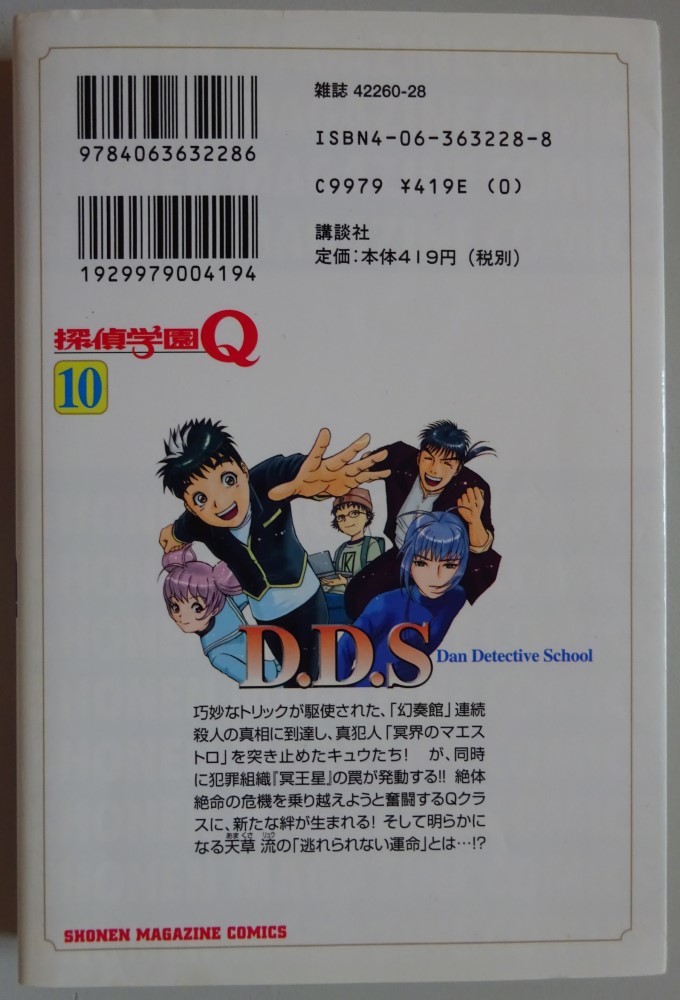 雑誌 42260-28
9784063632286
ISBN4-06-363228-8
C9979 ¥419E (0)
1929979004194
講談社
定価:本体419円(税別)
探偵学園Q
10
D.D.S Dan Detective School
巧妙なトリックが駆使された、「幻奏館」連続
殺人の真相に到達し、真犯人「冥界のマエス
トロ」を突き止めたキュウたち! が、同時
に犯罪組織『冥王星』の罠が発動する!! 絶体
絶命の危機を乗り越えようと奮闘するQクラ
スに、新たな絆が生まれる! そして明らかに
あま くさ リュウ
なる天草 流の「逃れられない運命」とは…!?
SHONEN MAGAZINE COMICS